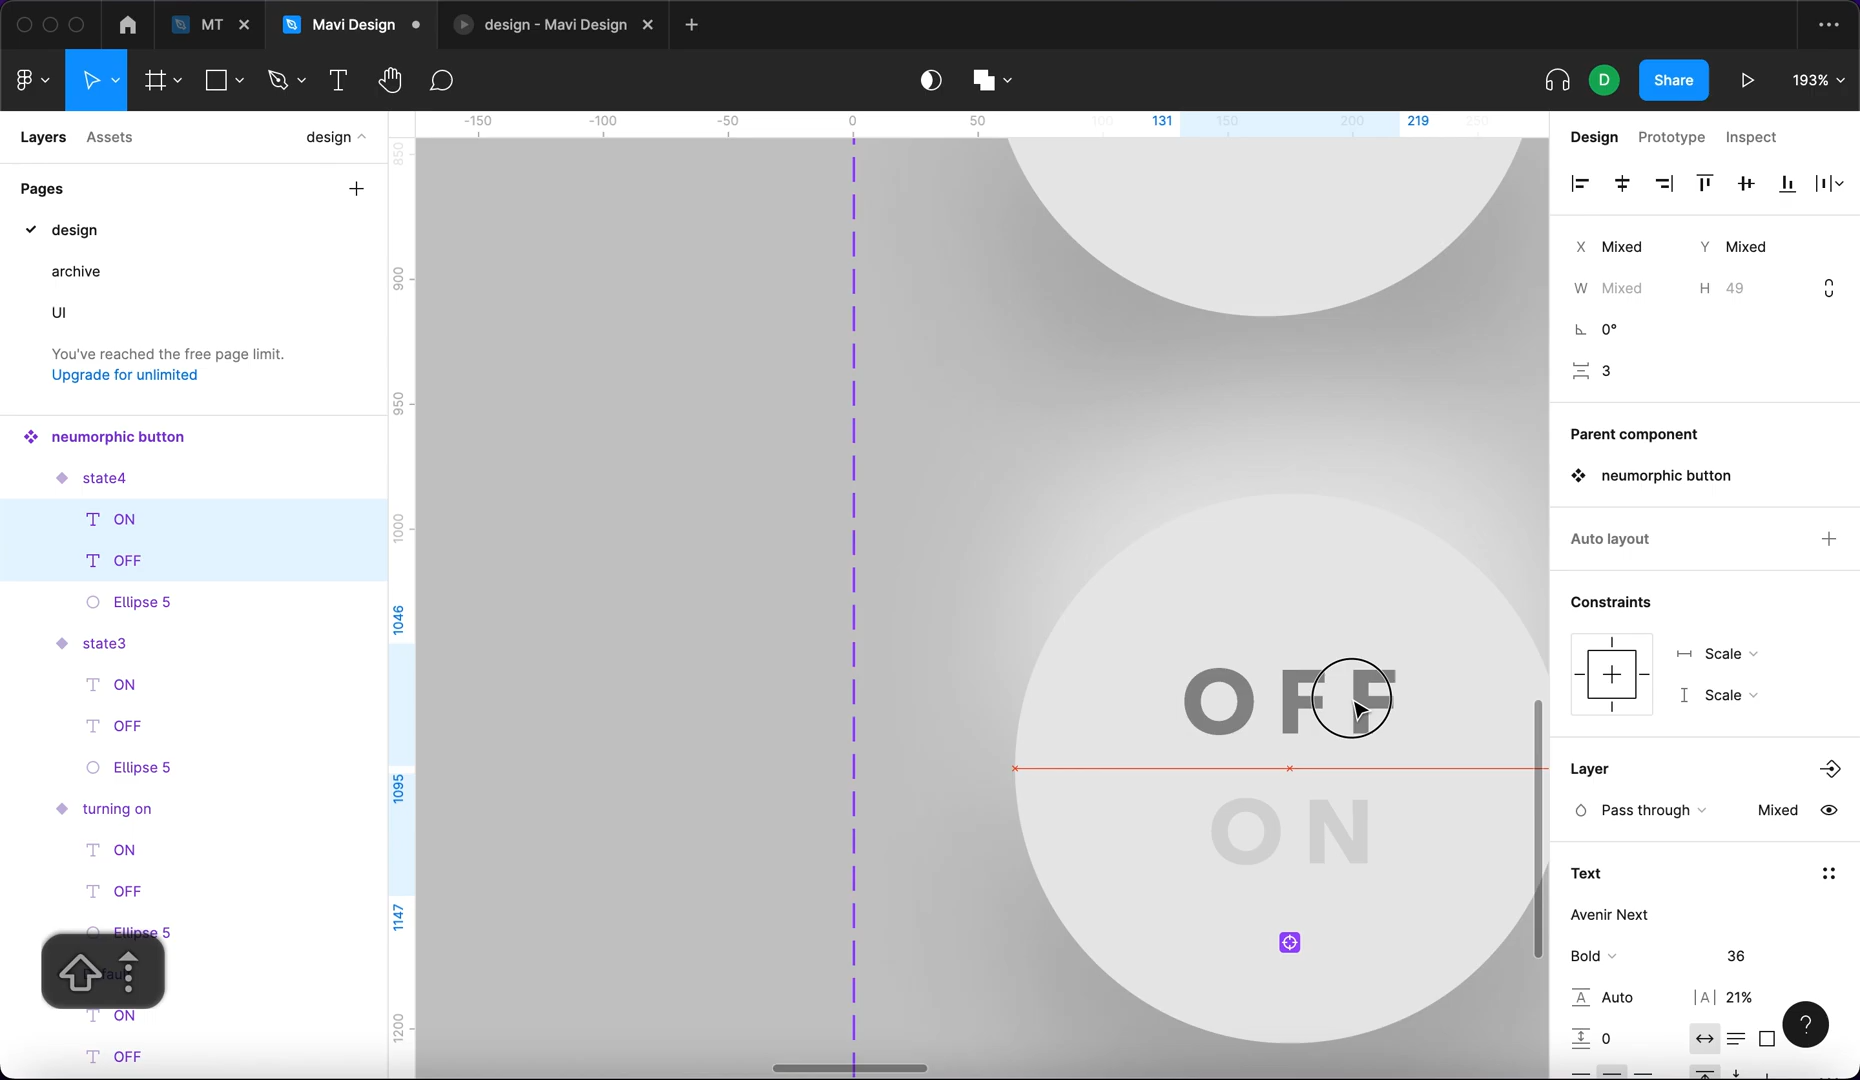 MT
Mavi Design
design - Mavi Design
Share
D
193%
Layers
Assets
design
Pages
design
archive
UI
You've reached the free page limit.
Upgrade for unlimited
neumorphic button
state4
ON
OFF
Ellipse 5
state3
ON
OFF
Ellipse 5
turning on
ON
OFF
Ellipse 5
ON
OFF
-150
-100
-50
0
50
100
131
150
200
219
250
850
900
950
1000
1046
1095
1147
1200
OFF
ON
Design
Prototype
Inspect
X Mixed
Y Mixed
W Mixed
H 49
0°
3
Parent component
neumorphic button
Auto layout
Constraints
Scale
Scale
Layer
Pass through
Mixed
Text
Avenir Next
Bold
36
Auto
21%
0
?